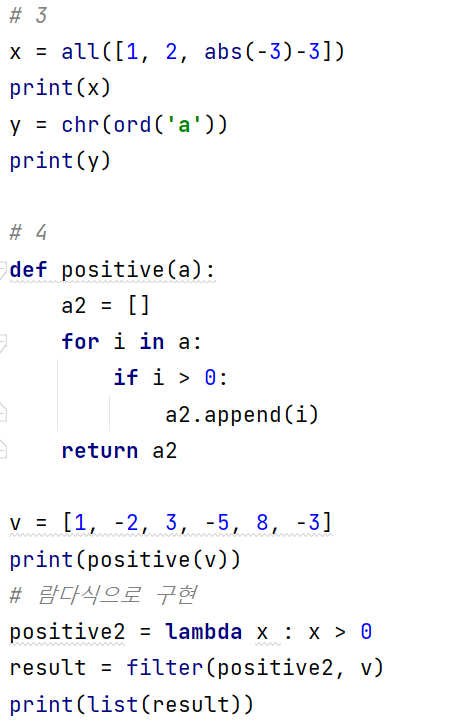 # 3
x = all([1, 2, abs(-3)-3])
print(x)
y = chr(ord('a'))
print(y)
# 4
def positive(a):
    a2 = []
    for i in a:
        if i > 0:
            a2.append(i)
    return a2
v = [1, -2, 3, -5, 8, -3]
print(positive(v))
# 람다식으로 구현
positive2 = lambda x : x > 0
result = filter(positive2, v)
print(list(result))